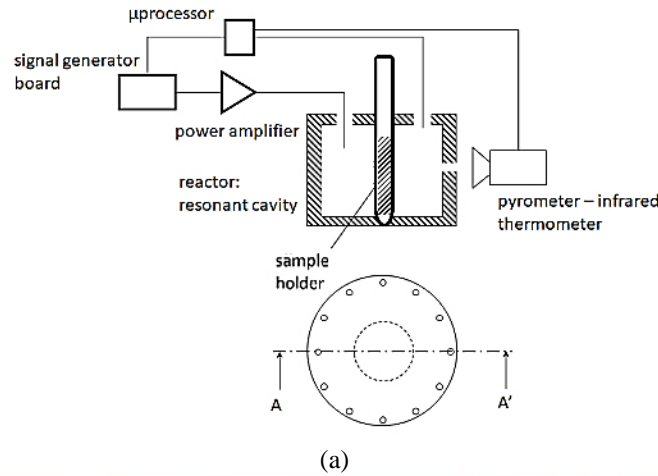 µprocessor
signal generator
board
power amplifier
reactor:
resonant cavity
pyrometer – infrared
thermometer
sample
holder
A
A'
(a)